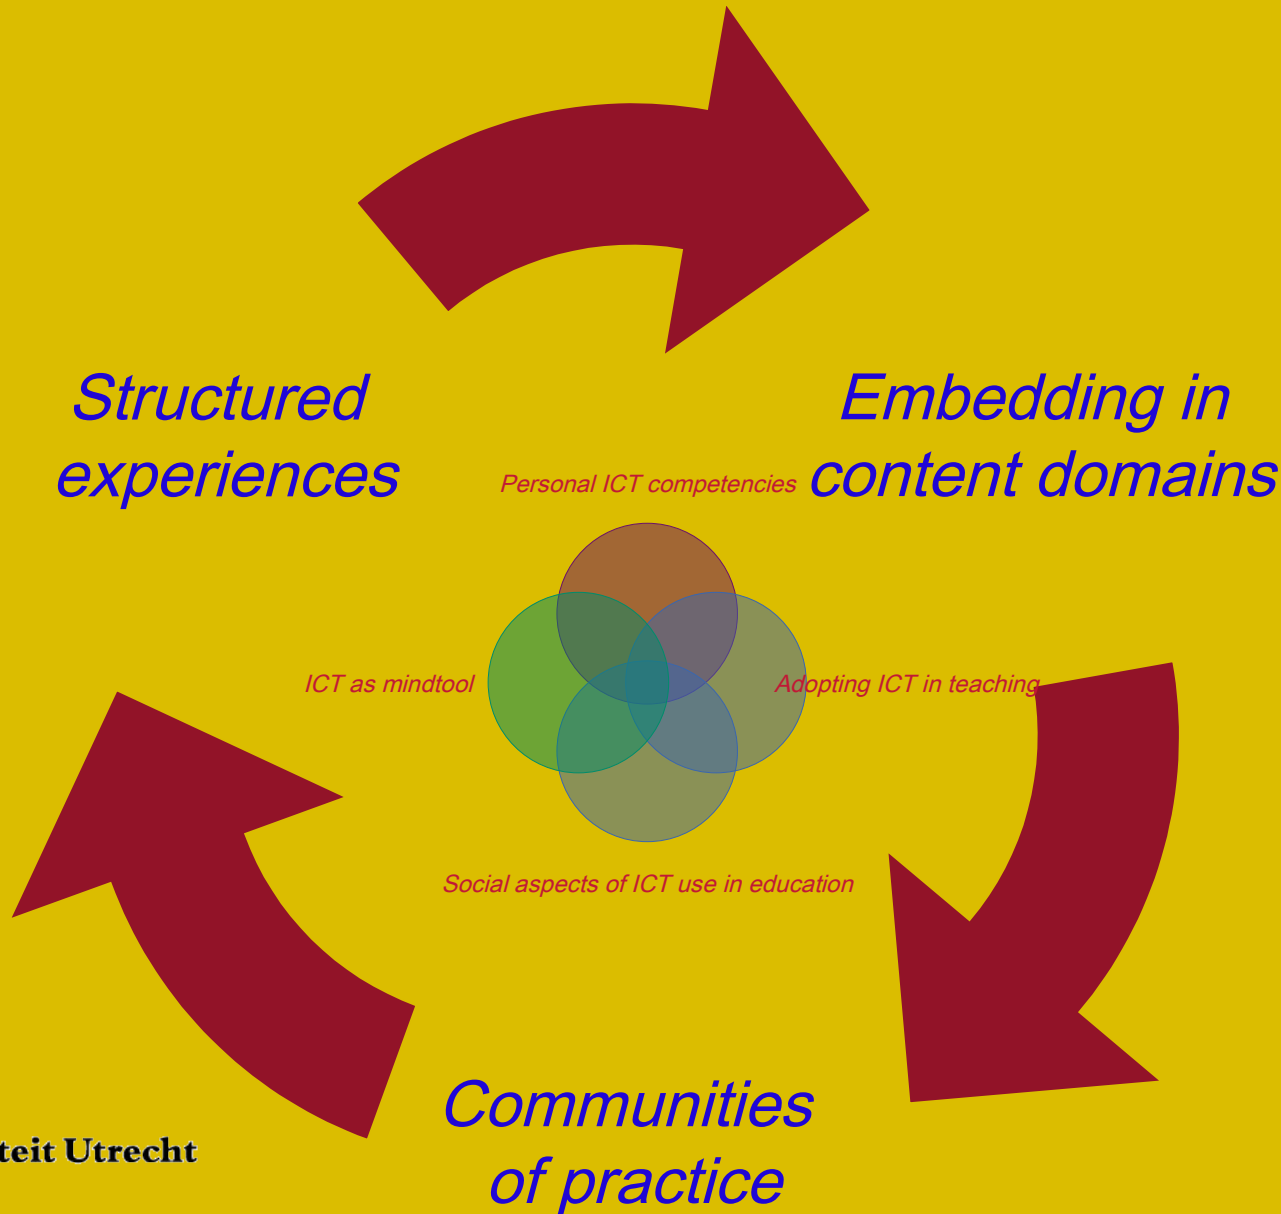 Structured
experiences
Embedding in
content domains
Personal ICT competencies
ICT as mindtool
Adopting ICT in teaching
Social aspects of ICT use in education
Communities
of practice
teit Utrecht